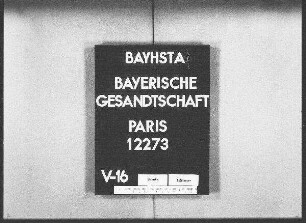 BAYHSTA
BAYERISCHE
GESANDTSCHAFT
PARIS
12273
V-16